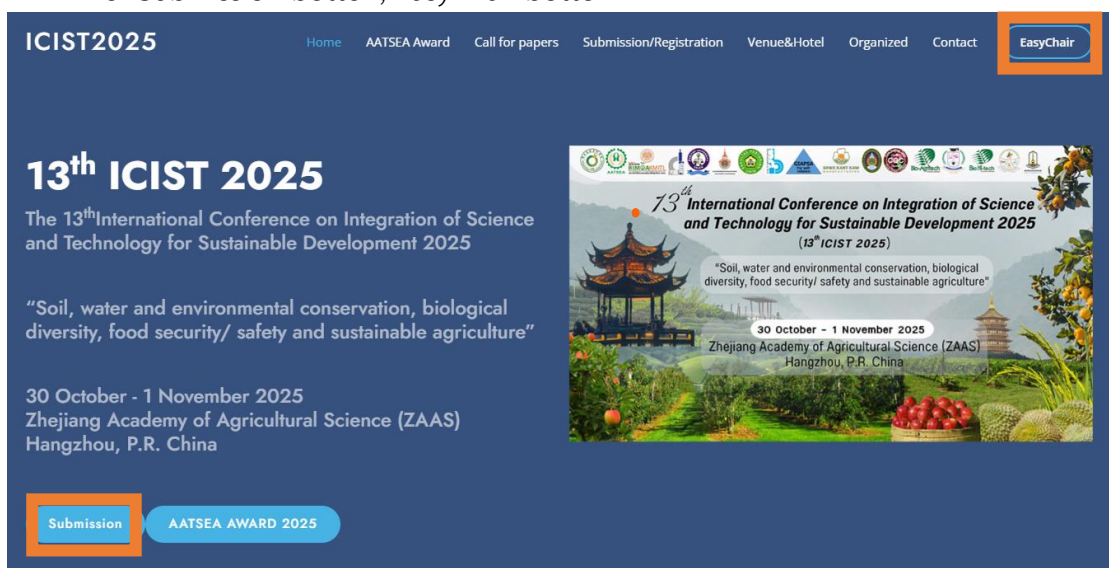 ICIST2025
Home AATSEA Award Call for papers Submission/Registration Venue&Hotel Organized Contact EasyChair
13th ICIST 2025
The 13thInternational Conference on Integration of Science
and Technology for Sustainable Development 2025
"Soil, water and environmental conservation, biological
diversity, food security/ safety and sustainable agriculture"
30 October - 1 November 2025
Zhejiang Academy of Agricultural Science (ZAAS)
Hangzhou, P.R. China
Submission AATSEA AWARD 2025
13th International Conference on Integration of Science
and Technology for Sustainable Development 2025
(13th ICIST 2025)
"Soil, water and environmental conservation, biological
diversity, food security/ safety and sustainable agriculture"
30 October - 1 November 2025
Zhejiang Academy of Agricultural Science (ZAAS)
Hangzhou, P.R. China